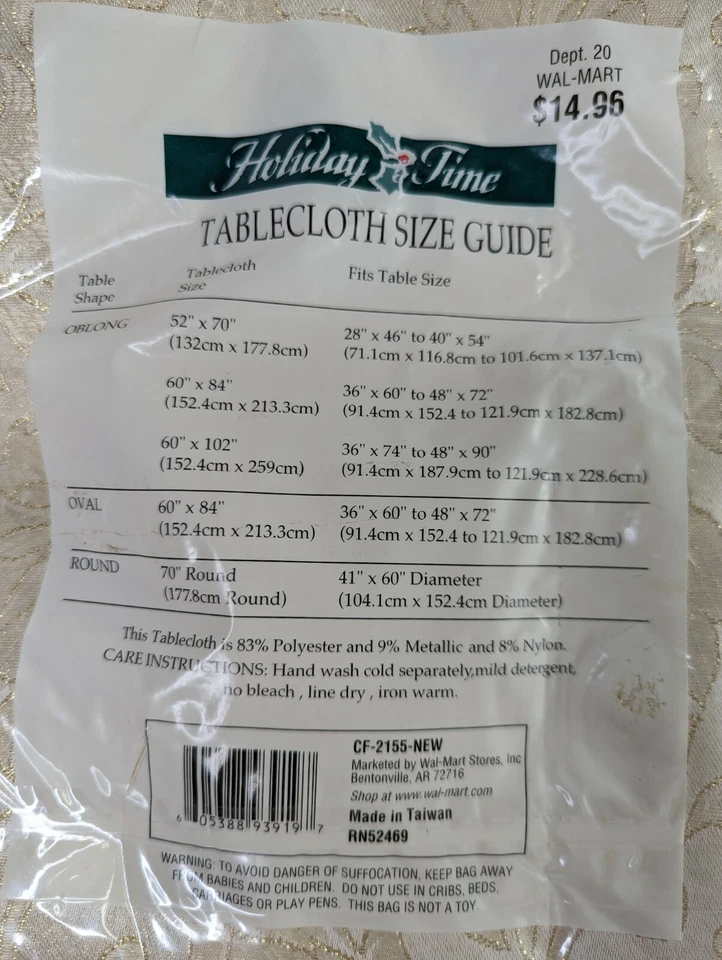 Dept. 20
WAL-MART
$14.96
Holiday Time
TABLECLOTH SIZE GUIDE
Table Shape Tablecloth Size Fits Table Size
OBLONG 52" x 70" 28" x 46" to 40" x 54"
(132cm x 177.8cm) (71.1cm x 116.8cm to 101.6cm x 137.1cm)
60" x 84" 36" x 60" to 48" x 72"
(152.4cm x 213.3cm) (91.4cm x 152.4 to 121.9cm x 182.8cm)
60" x 102" 36" x 74" to 48" x 90"
(152.4cm x 259cm) (91.4cm x 187.9cm to 121.9cm x 228.6cm)
OVAL 60" x 84" 36" x 60" to 48" x 72"
(152.4cm x 213.3cm) (91.4cm x 152.4 to 121.9cm x 182.8cm)
ROUND 70" Round 41" x 60" Diameter
(177.8cm Round) (104.1cm x 152.4cm Diameter)
This Tablecloth is 83% Polyester and 9% Metallic and 8% Nylon.
CARE INSTRUCTIONS: Hand wash cold separately,mild detergent,
no bleach , line dry , iron warm.
CF-2155-NEW
Marketed by Wal-Mart Stores, Inc
Bentonville, AR 72716
Shop at www.wal-mart.com
Made in Taiwan
RN52469
6 05388 93919 7
WARNING: TO AVOID DANGER OF SUFFOCATION, KEEP BAG AWAY
FROM BABIES AND CHILDREN. DO NOT USE IN CRIBS, BEDS,
CARRIAGES OR PLAY PENS. THIS BAG IS NOT A TOY.